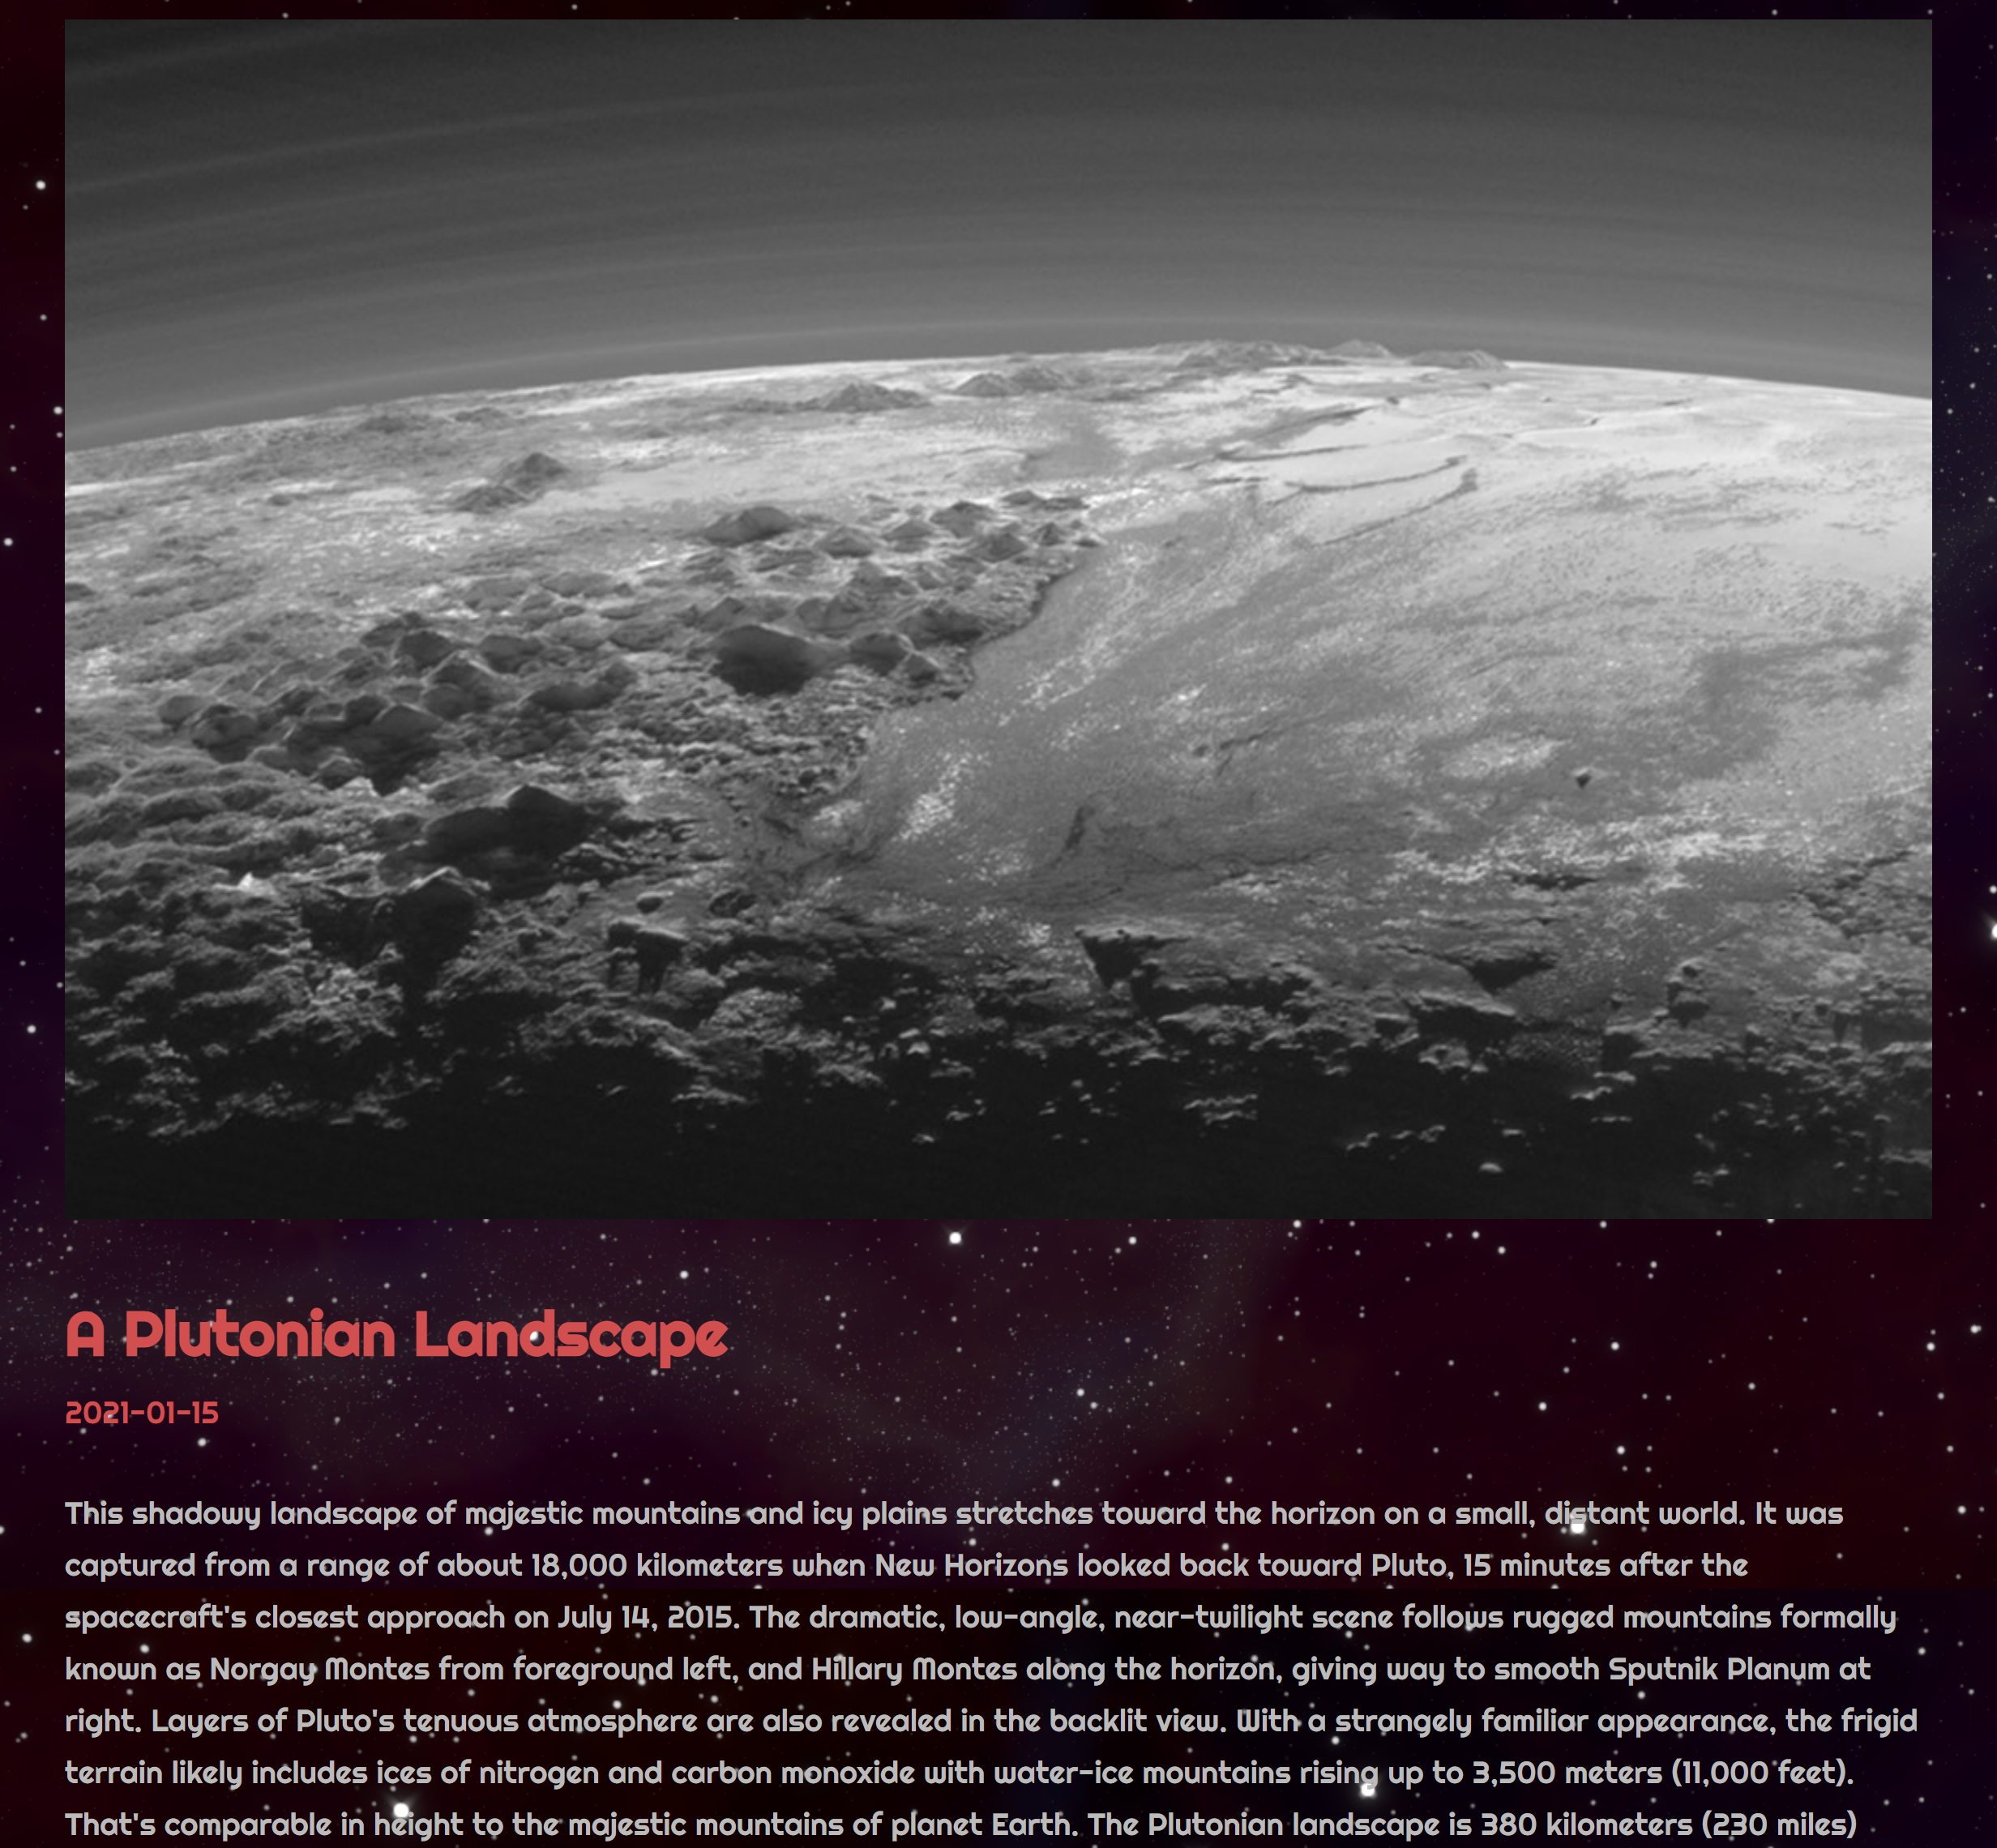 A Plutonian Landscape
2021-01-15
This shadowy landscape of majestic mountains and icy plains stretches toward the horizon on a small, distant world. It was
captured from a range of about 18,000 kilometers when New Horizons looked back toward Pluto, 15 minutes after the
spacecraft's closest approach on July 14, 2015. The dramatic, low-angle, near-twilight scene follows rugged mountains formally
known as Norgay Montes from foreground left, and Hillary Montes along the horizon, giving way to smooth Sputnik Planum at
right. Layers of Pluto's tenuous atmosphere are also revealed in the backlit view. With a strangely familiar appearance, the frigid
terrain likely includes ices of nitrogen and carbon monoxide with water-ice mountains rising up to 3,500 meters (11,000 feet).
That's comparable in height to the majestic mountains of planet Earth. The Plutonian landscape is 380 kilometers (230 miles)